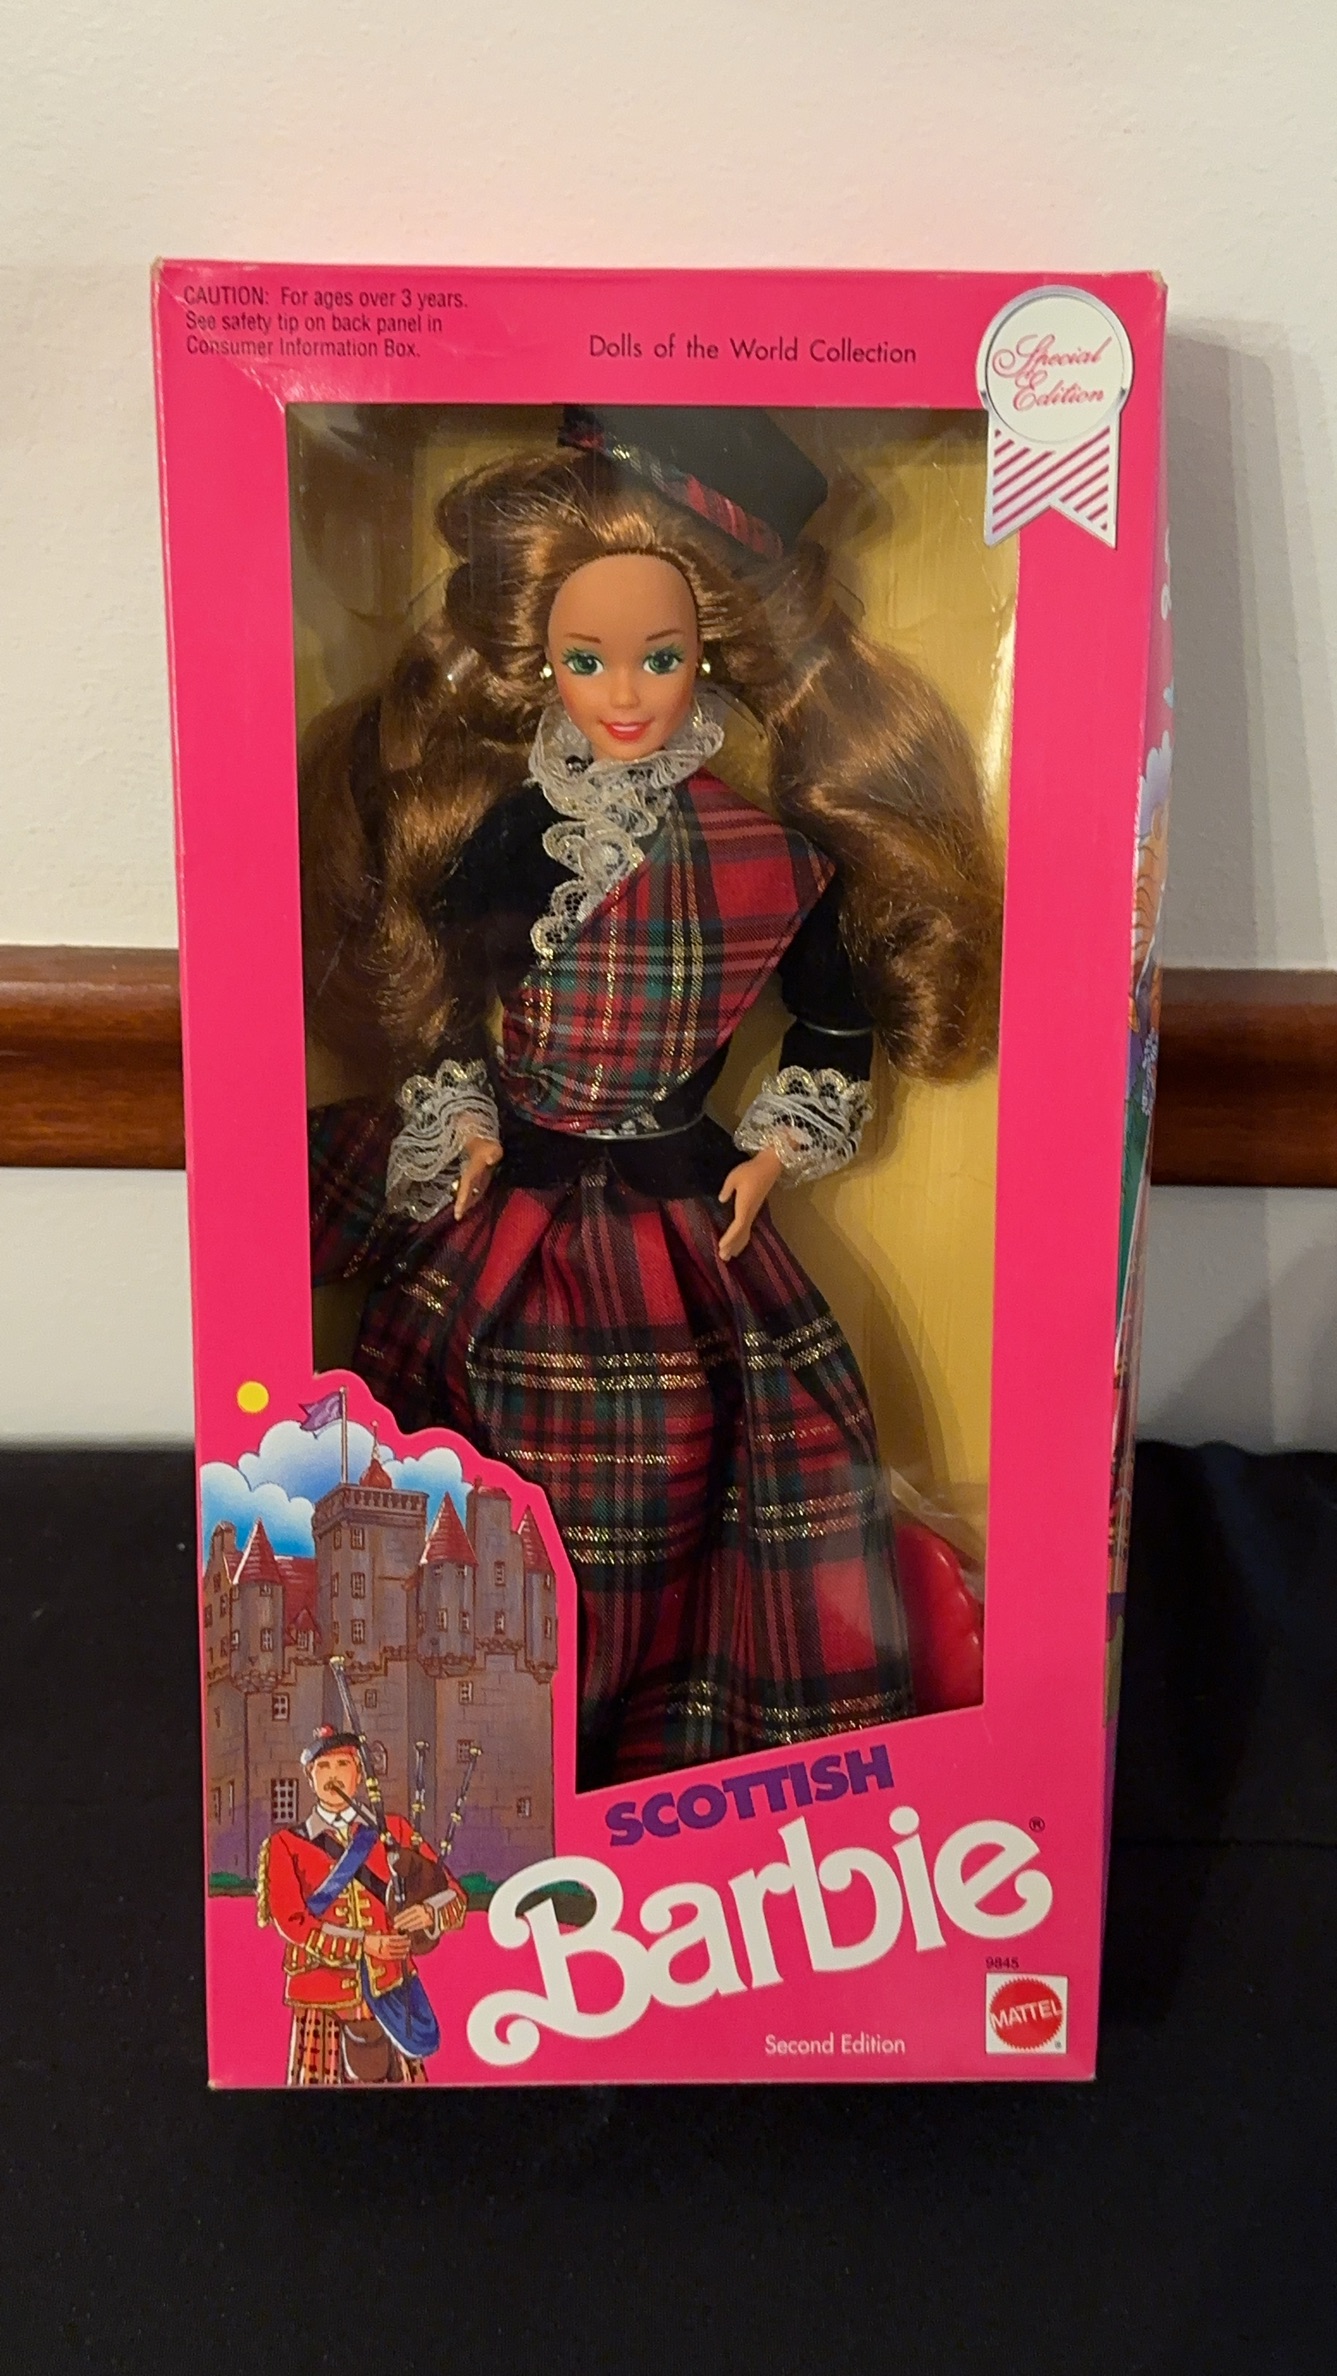 CAUTION: For ages over 3 years.
See safety tip on back panel in
Consumer Information Box.
Dolls of the World Collection
Special
Edition
SCOTTISH
Barbie®
9845
MATTEL
Second Edition